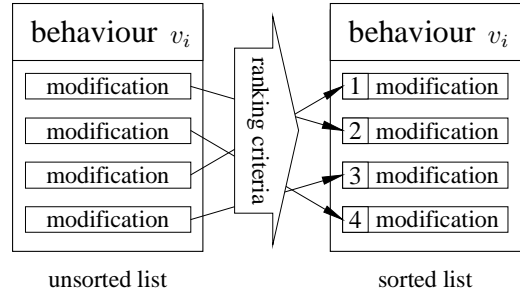 behaviour v_i
modification
modification
modification
modification
unsorted list
ranking criteria
behaviour v_i
1 modification
2 modification
3 modification
4 modification
sorted list